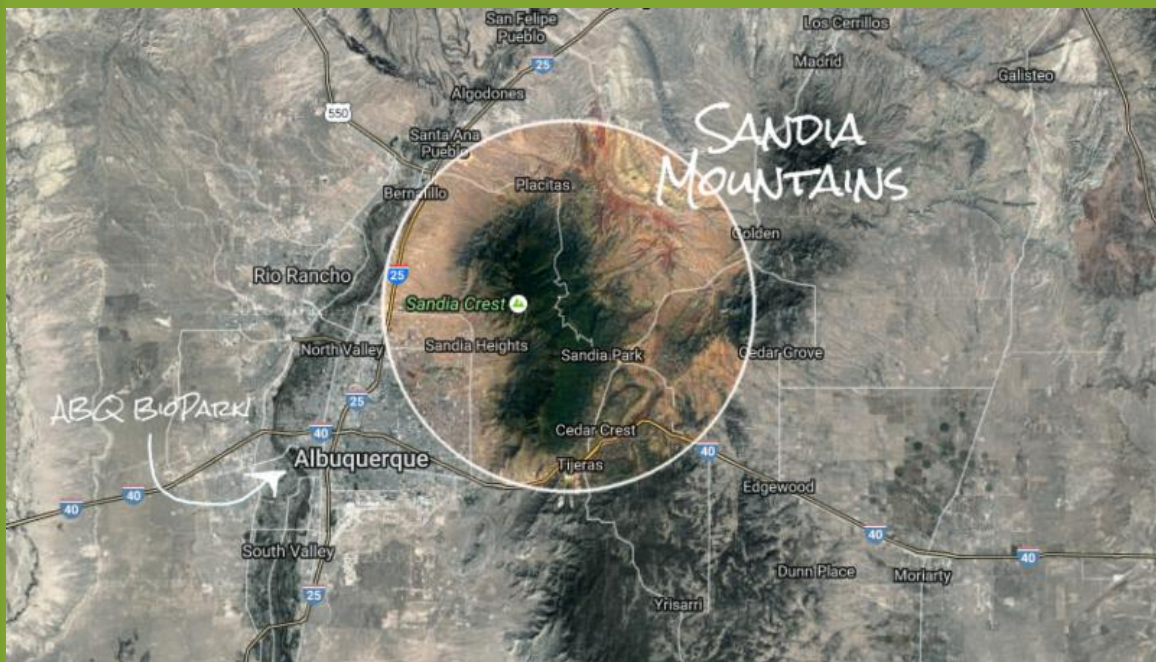 San Felipe
Pueblo
Los Cerrillos
25
Madrid
Galisteo
Algodones
550
Santa Ana
Pueblo
SANDIA
MOUNTAINS
Placitas
Bernalillo
Golden
Rio Rancho
25
Sandia Crest
North Valley
Sandia Heights
Sandia Park
Cedar Grove
ABQ BIOPARK!
25
40
Cedar Crest
Albuquerque
Tijeras
40
40
40
Edgewood
40
South Valley
40
Dunn Place
Moriarty
25
Yrisarri